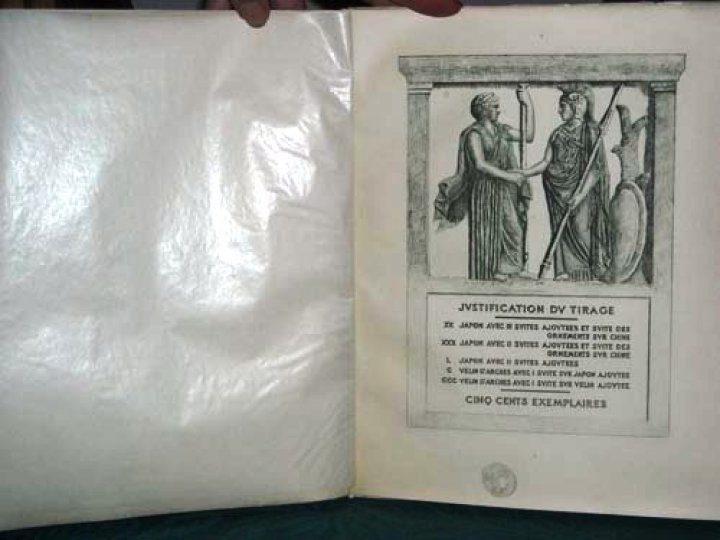 JVSTIFICATION DV TIRAGE
XX JAPON AVEC III SVITES AJOVTEES ET SVITE DES
ORNEMENTS SVR CHINE
XXX JAPON AVEC II SVITES AJOVTEES ET SVITE DES
ORNEMENTS SVR CHINE
L JAPON AVEC II SVITES AJOVTEES
C VELIN D'ARCHES AVEC I SVITE SVR JAPON AJOVTEE
CCC VELIN D'ARCHES AVEC I SVITE SVR VELIN AJOVTEE
CINQ CENTS EXEMPLAIRES